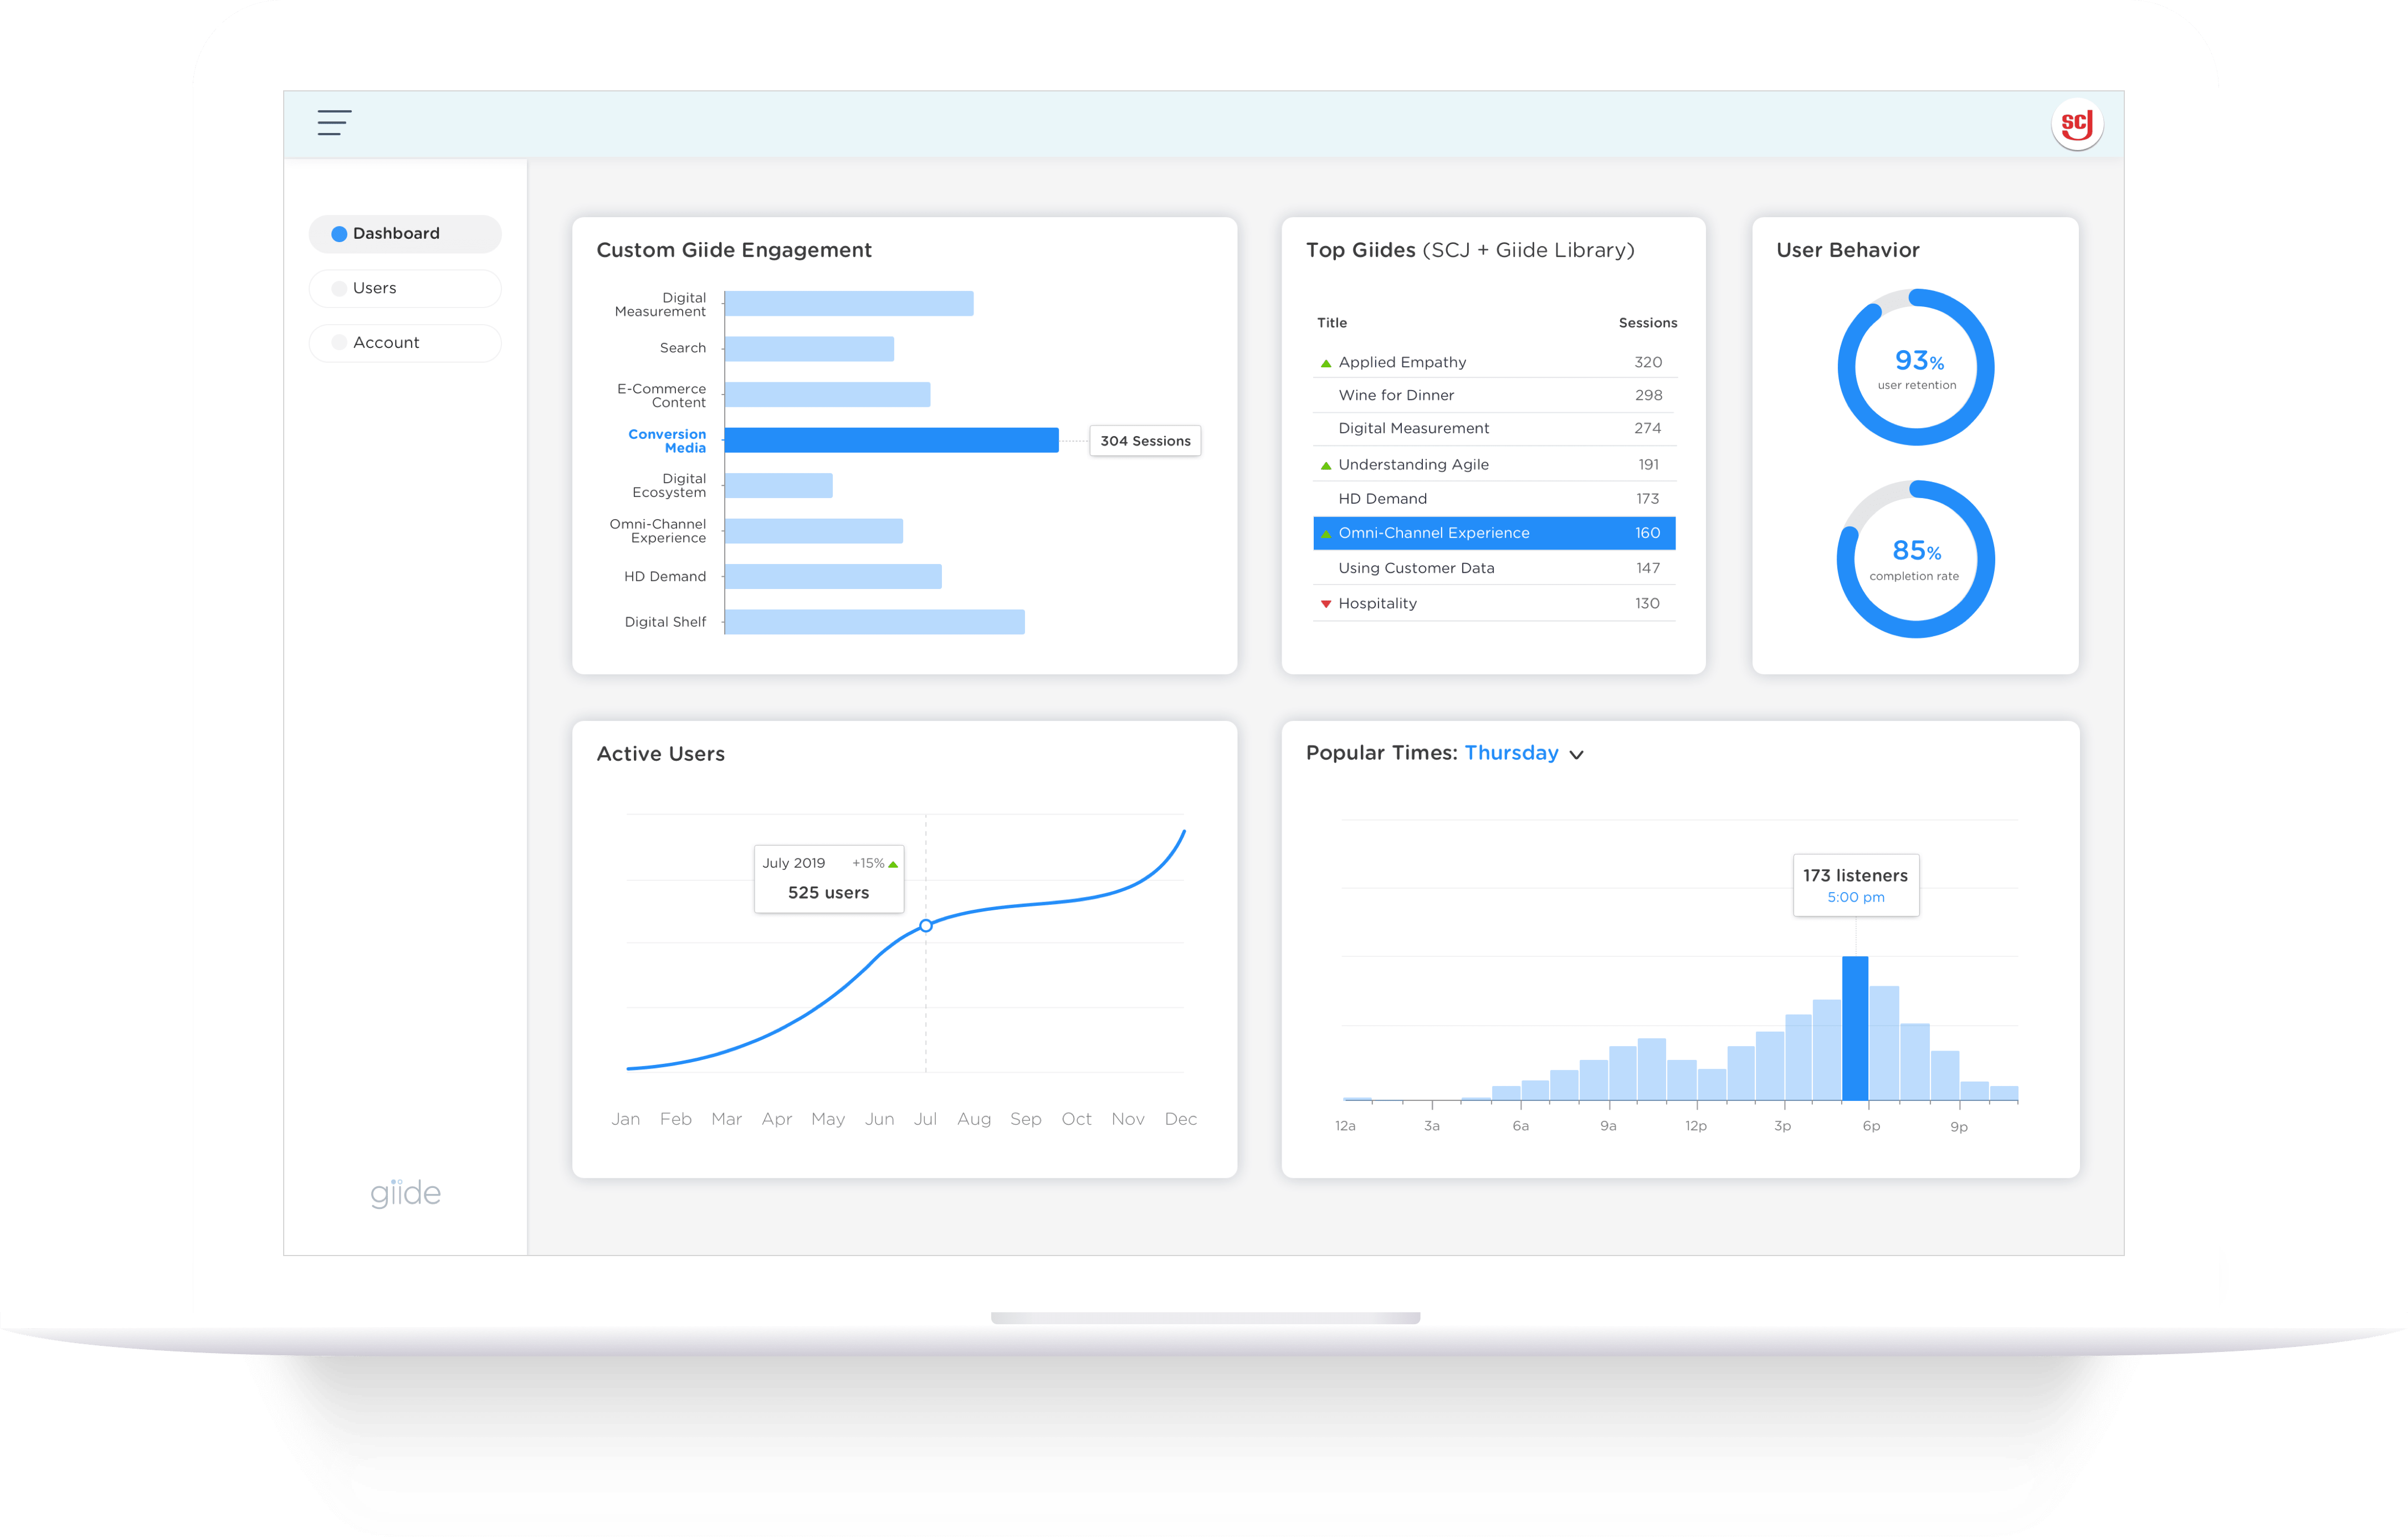 scj
Dashboard
Users
Account
giide
Custom Giide Engagement
Digital
Measurement
Search
E-Commerce
Content
Conversion
Media
304 Sessions
Digital
Ecosystem
Omni-Channel
Experience
HD Demand
Digital Shelf
Top Giides (SCJ + Giide Library)
Title Sessions
Applied Empathy 320
Wine for Dinner 298
Digital Measurement 274
Understanding Agile 191
HD Demand 173
Omni-Channel Experience 160
Using Customer Data 147
Hospitality 130
User Behavior
93%
user retention
85%
completion rate
Active Users
July 2019 +15%
525 users
Jan Feb Mar Apr May Jun Jul Aug Sep Oct Nov Dec
Popular Times: Thursday
173 listeners
5:00 pm
12a 3a 6a 9a 12p 3p 6p 9p